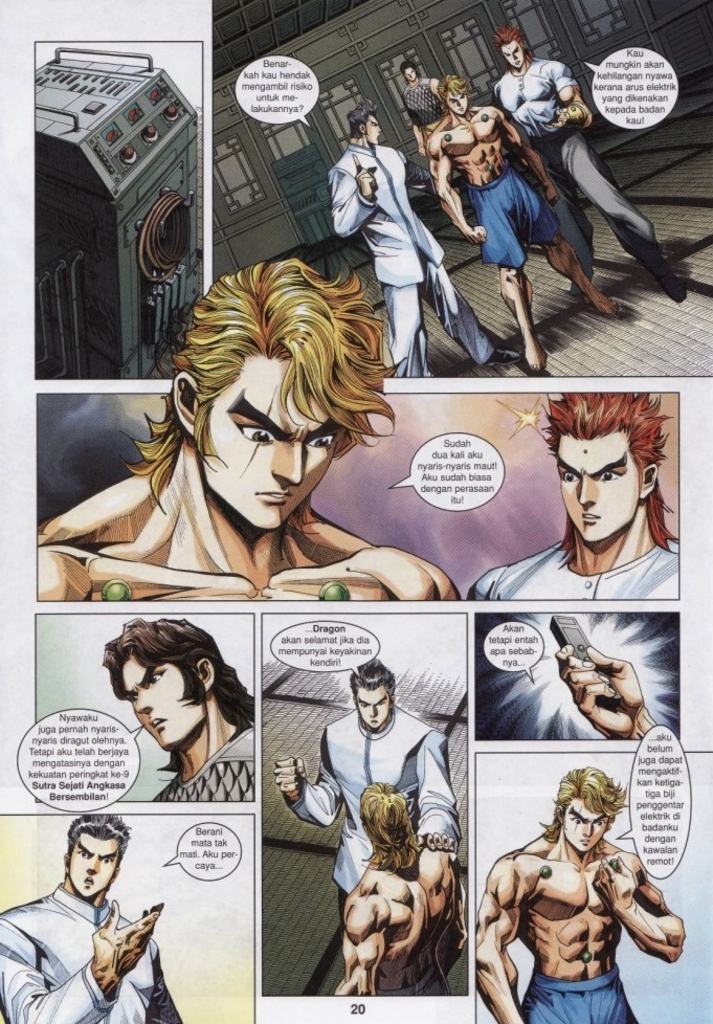 Benar-
kah kau hendak
mengambil risiko
untuk me-
lakukannya?
Kau
mungkin akan
kehilangan nyawa
kerana arus elektrik
yang dikenakan
kepada badan
kau!
Sudah
dua kali aku
nyaris-nyaris maut!
Aku sudah biasa
dengan perasaan
itu!
Nyawaku
juga pernah nyaris-
nyaris diragut olehnya.
Tetapi aku telah berjaya
mengatasinya dengan
kekuatan peringkat ke-9
Sutra Sejati Angkasa
Bersembilan!
Berani
mata tak
mati. Aku per-
caya...
...Dragon
akan selamat jika dia
mempunyai keyakinan
kendiri!
Akan
tetapi entah
apa sebab-
nya...
...aku
belum
juga dapat
mengaktif-
kan ketiga-
tiga biji
penggentar
elektrik di
badanku
dengan
kawalan
remot!
20